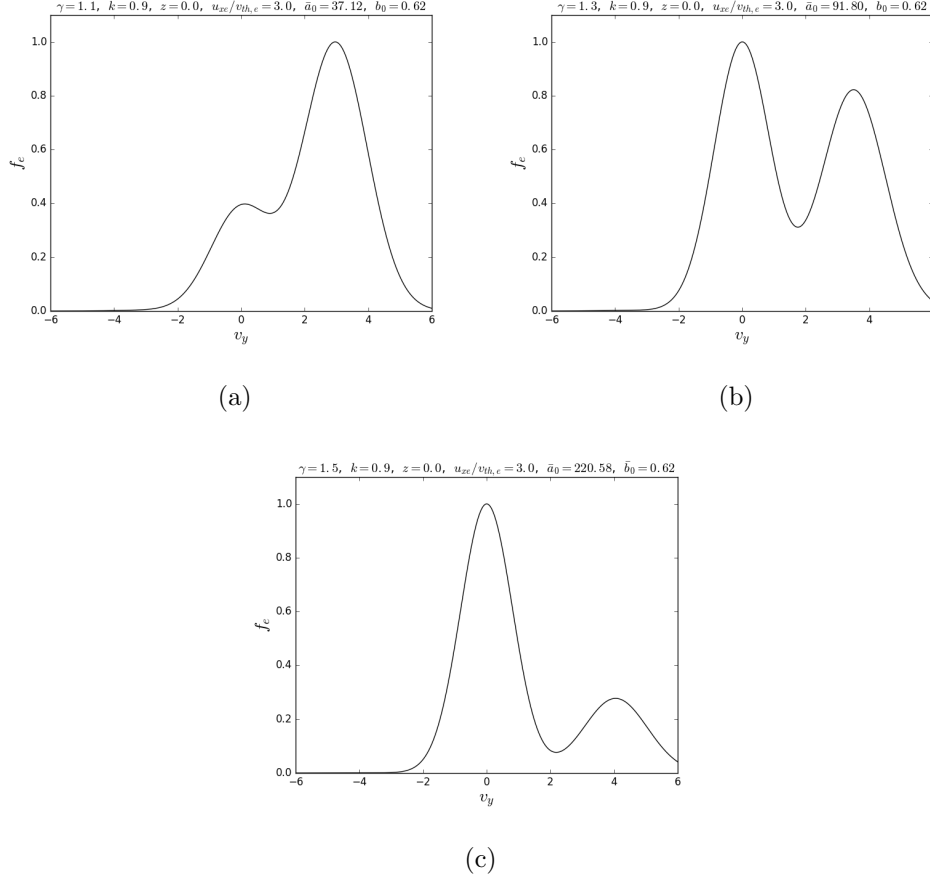 γ = 1.1, k = 0.9, z = 0.0, u_{xe}/v_{th,e} = 3.0, ā_0 = 37.12, b_0 = 0.62
1.0
0.8
0.6
0.4
0.2
0.0
f_e
−6 −4 −2 0 2 4 6
v_y
(a)
γ = 1.3, k = 0.9, z = 0.0, u_{xe}/v_{th,e} = 3.0, ā_0 = 91.80, b_0 = 0.62
1.0
0.8
0.6
0.4
0.2
0.0
f_e
−6 −4 −2 0 2 4
v_y
(b)
γ = 1.5, k = 0.9, z = 0.0, u_{xe}/v_{th,e} = 3.0, ā_0 = 220.58, b̄_0 = 0.62
1.0
0.8
0.6
0.4
0.2
0.0
f_e
−6 −4 −2 0 2 4 6
v_y
(c)